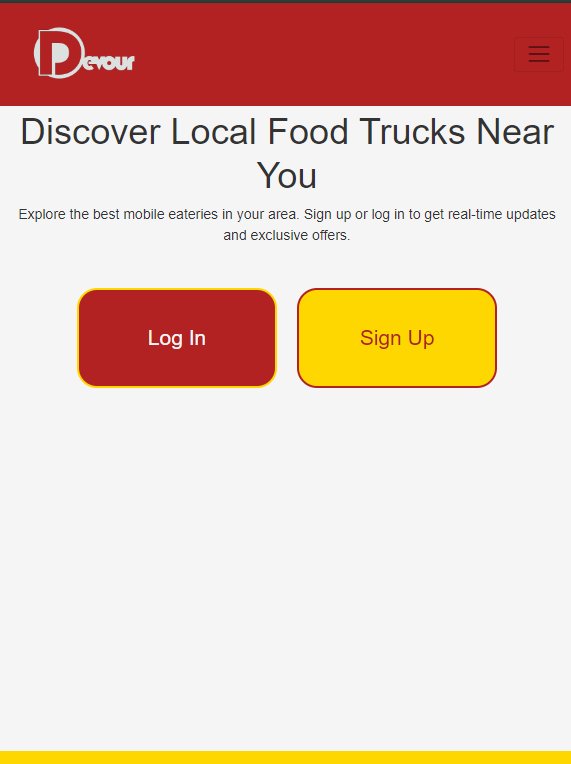 Devour
Discover Local Food Trucks Near
You
Explore the best mobile eateries in your area. Sign up or log in to get real-time updates
and exclusive offers.
Log In
Sign Up